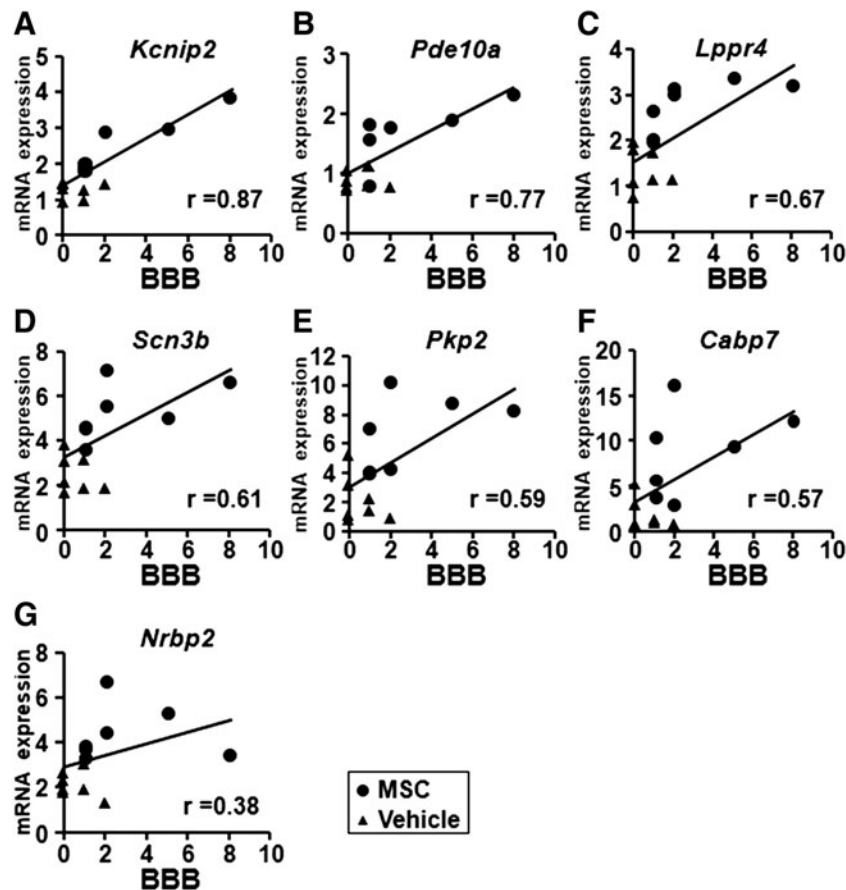 A
Kcnip2
mRNA expression
5
4
3
2
1
0
r =0.87
0 2 4 6 8 10
BBB
B
Pde10a
mRNA expression
3
2
1
0
r =0.77
0 2 4 6 8 10
BBB
C
Lppr4
mRNA expression
4
3
2
1
0
r =0.67
0 2 4 6 8 10
BBB
D
Scn3b
mRNA expression
8
6
4
2
0
r =0.61
0 2 4 6 8 10
BBB
E
Pkp2
mRNA expression
12
10
8
6
4
2
0
r =0.59
0 2 4 6 8 10
BBB
F
Cabp7
mRNA expression
20
15
10
5
0
r =0.57
0 2 4 6 8 10
BBB
G
Nrbp2
mRNA expression
8
6
4
2
0
r =0.38
0 2 4 6 8 10
BBB
MSC
Vehicle